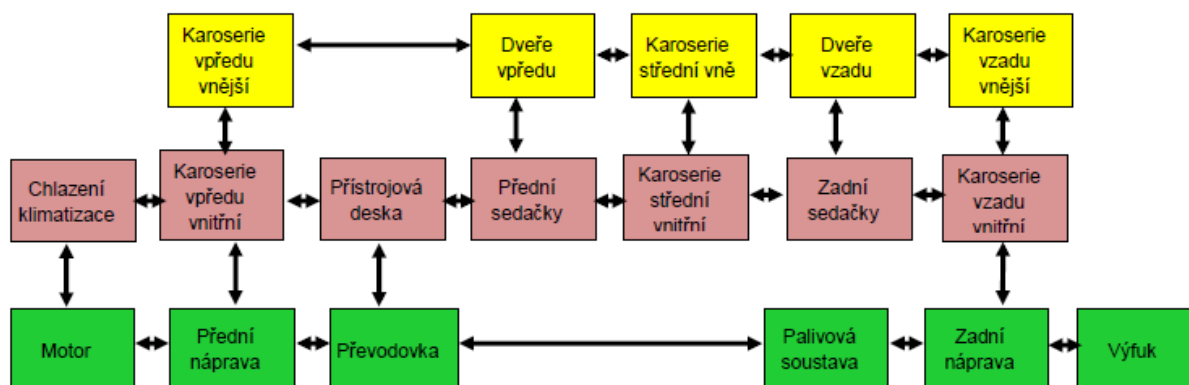 Karoserie
vpředu
vnější
Dveře
vpředu
Karoserie
střední vně
Dveře
vzadu
Karoserie
vzadu
vnější
Chlazení
klimatizace
Karoserie
vpředu
vnitřní
Přístrojová
deska
Přední
sedačky
Karoserie
střední
vnitřní
Zadní
sedačky
Karoserie
vzadu
vnitřní
Motor
Přední
náprava
Převodovka
Palivová
soustava
Zadní
náprava
Výfuk